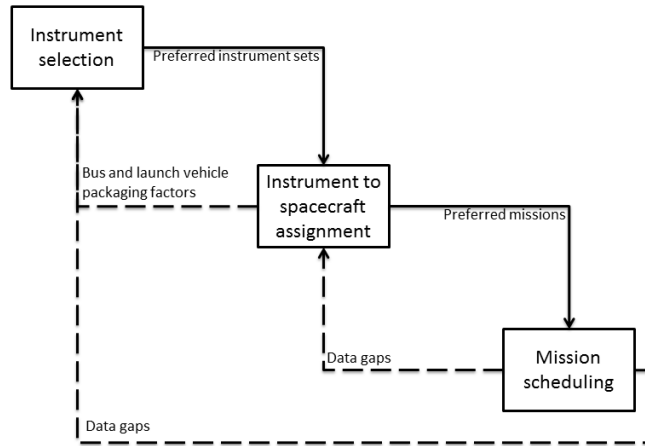 Instrument
selection
Preferred instrument sets
Bus and launch vehicle
packaging factors
Instrument to
spacecraft
assignment
Preferred missions
Data gaps
Mission
scheduling
Data gaps